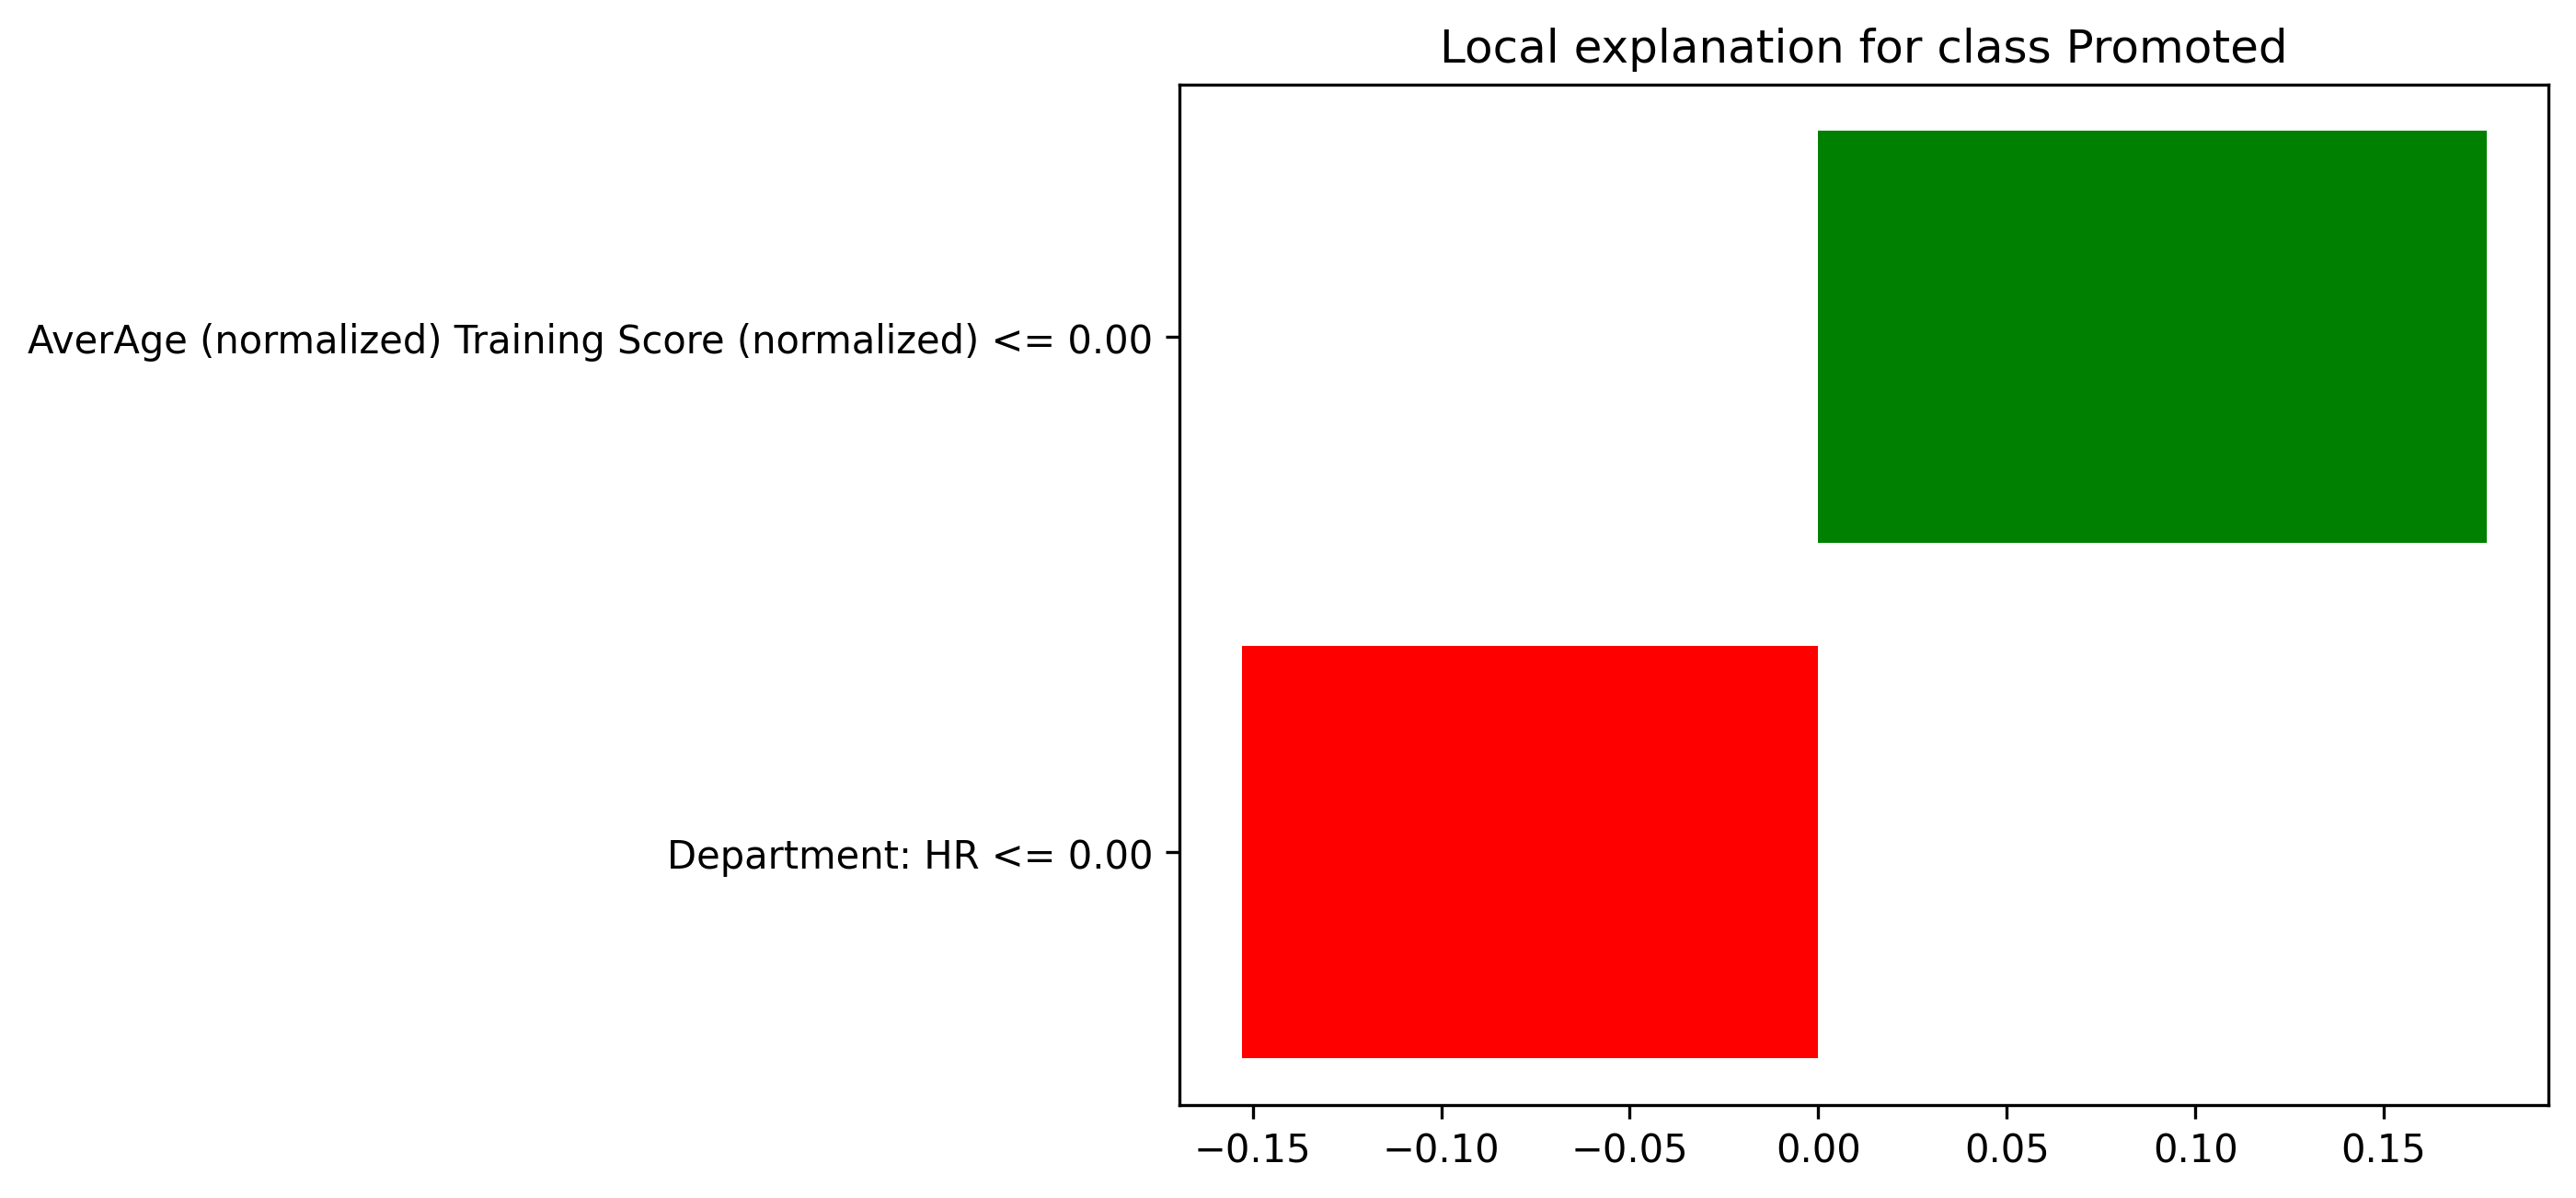 Local explanation for class Promoted
AverAge (normalized) Training Score (normalized) <= 0.00
Department: HR <= 0.00
−0.15 −0.10 −0.05 0.00 0.05 0.10 0.15